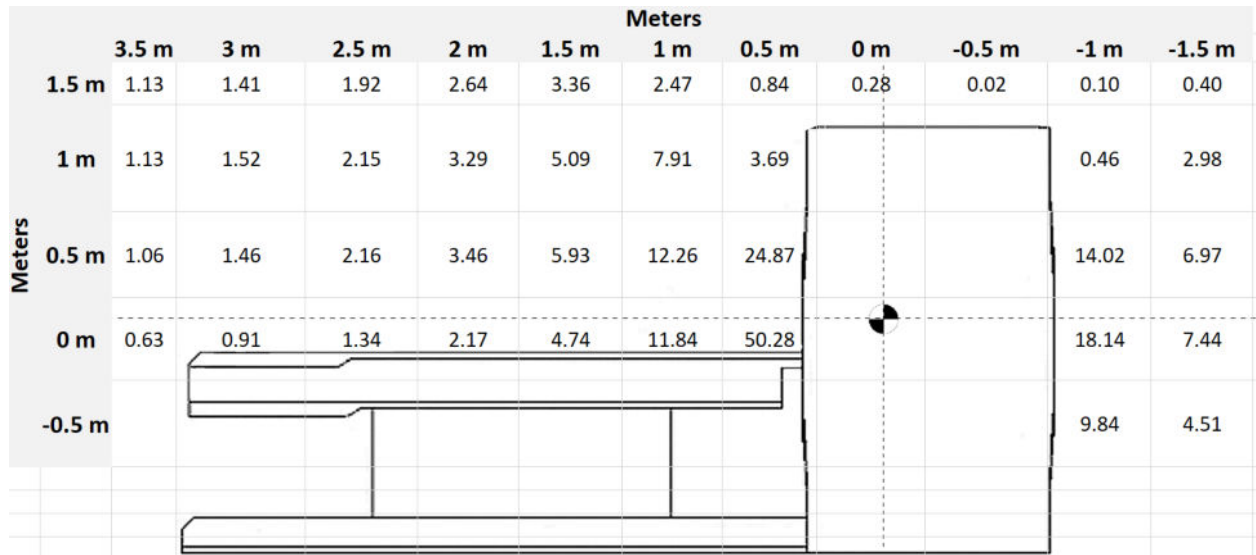 Meters
3.5 m 3 m 2.5 m 2 m 1.5 m 1 m 0.5 m 0 m -0.5 m -1 m -1.5 m
1.5 m 1.13 1.41 1.92 2.64 3.36 2.47 0.84 0.28 0.02 0.10 0.40
1 m 1.13 1.52 2.15 3.29 5.09 7.91 3.69 0.46 2.98
Meters
0.5 m 1.06 1.46 2.16 3.46 5.93 12.26 24.87 14.02 6.97
0 m 0.63 0.91 1.34 2.17 4.74 11.84 50.28 18.14 7.44
-0.5 m 9.84 4.51